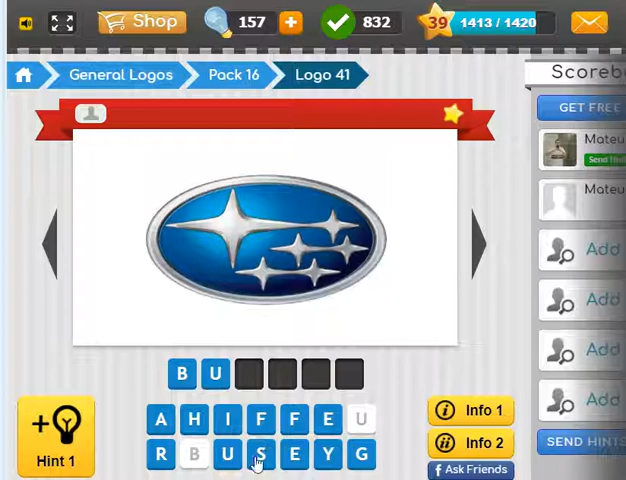 Shop 157 + 832 39 1413 / 1420
General Logos Pack 16 Logo 41
Scoreb
GET FREE
Mateu
Mateu
Add
Add
Add
Add
SEND HINTS
B U
A H I F F E U
R B U S E Y G
+
Hint 1
i Info 1
ii Info 2
f Ask Friends